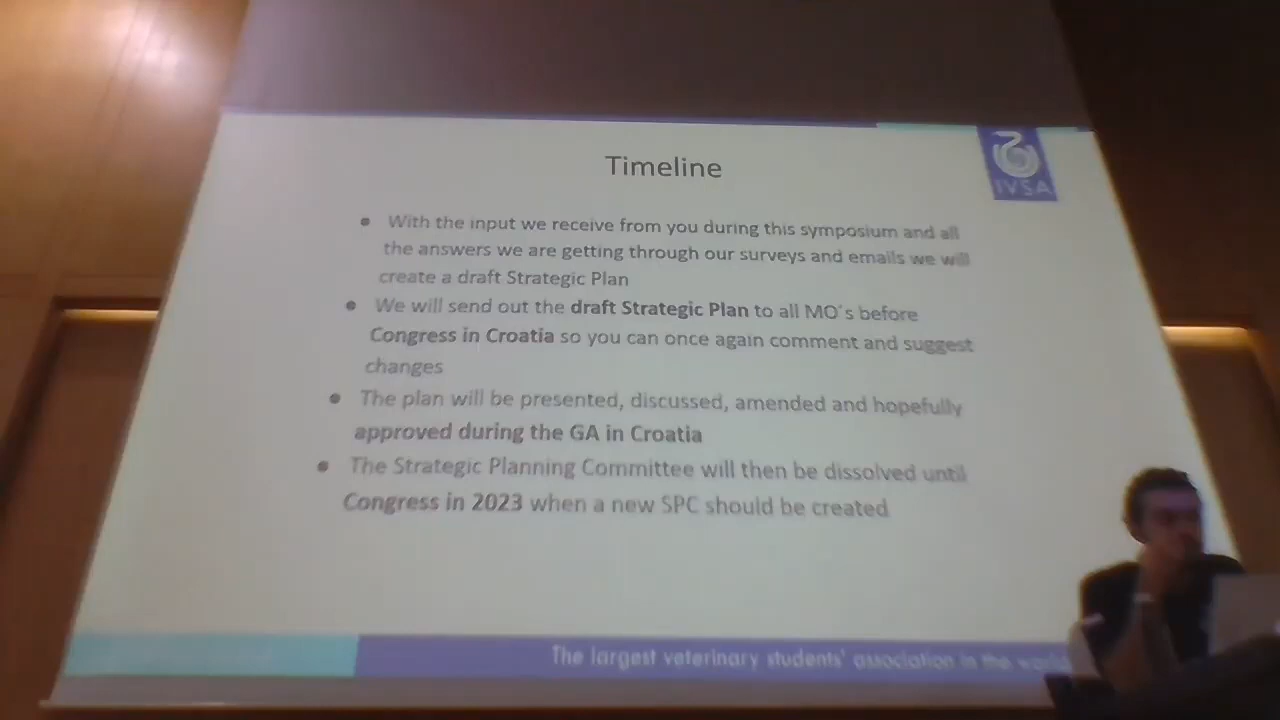 Timeline
IVSA
● With the input we receive from you during this symposium and all
the answers we are getting through our surveys and emails we will
create a draft Strategic Plan
● We will send out the draft Strategic Plan to all MO's before
Congress in Croatia so you can once again comment and suggest
changes
● The plan will be presented, discussed, amended and hopefully
approved during the GA in Croatia
● The Strategic Planning Committee will then be dissolved until
Congress in 2023 when a new SPC should be created
The largest veterinary students' association in the world